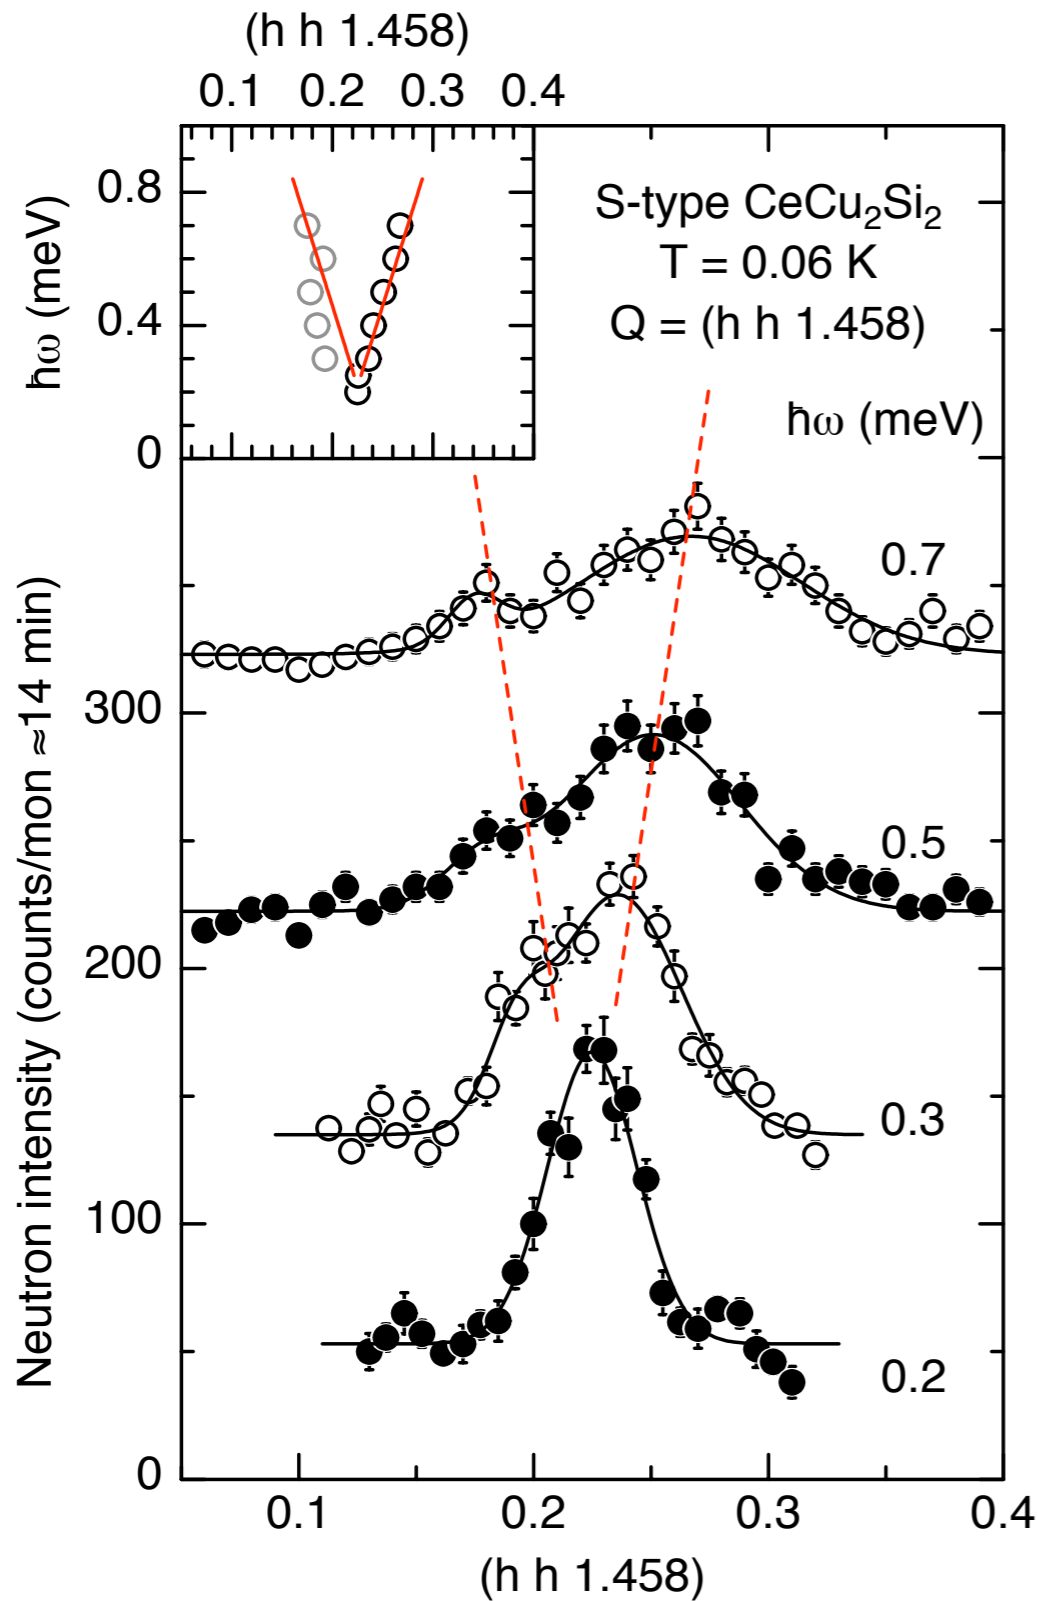 (h h 1.458)
0.1 0.2 0.3 0.4
0.8
0.4
0
ħω (meV)
S-type CeCu₂Si₂
T = 0.06 K
Q = (h h 1.458)
ħω (meV)
0.7
0.5
0.3
0.2
300
200
100
0
Neutron intensity (counts/mon ≈14 min)
0.1 0.2 0.3 0.4
(h h 1.458)